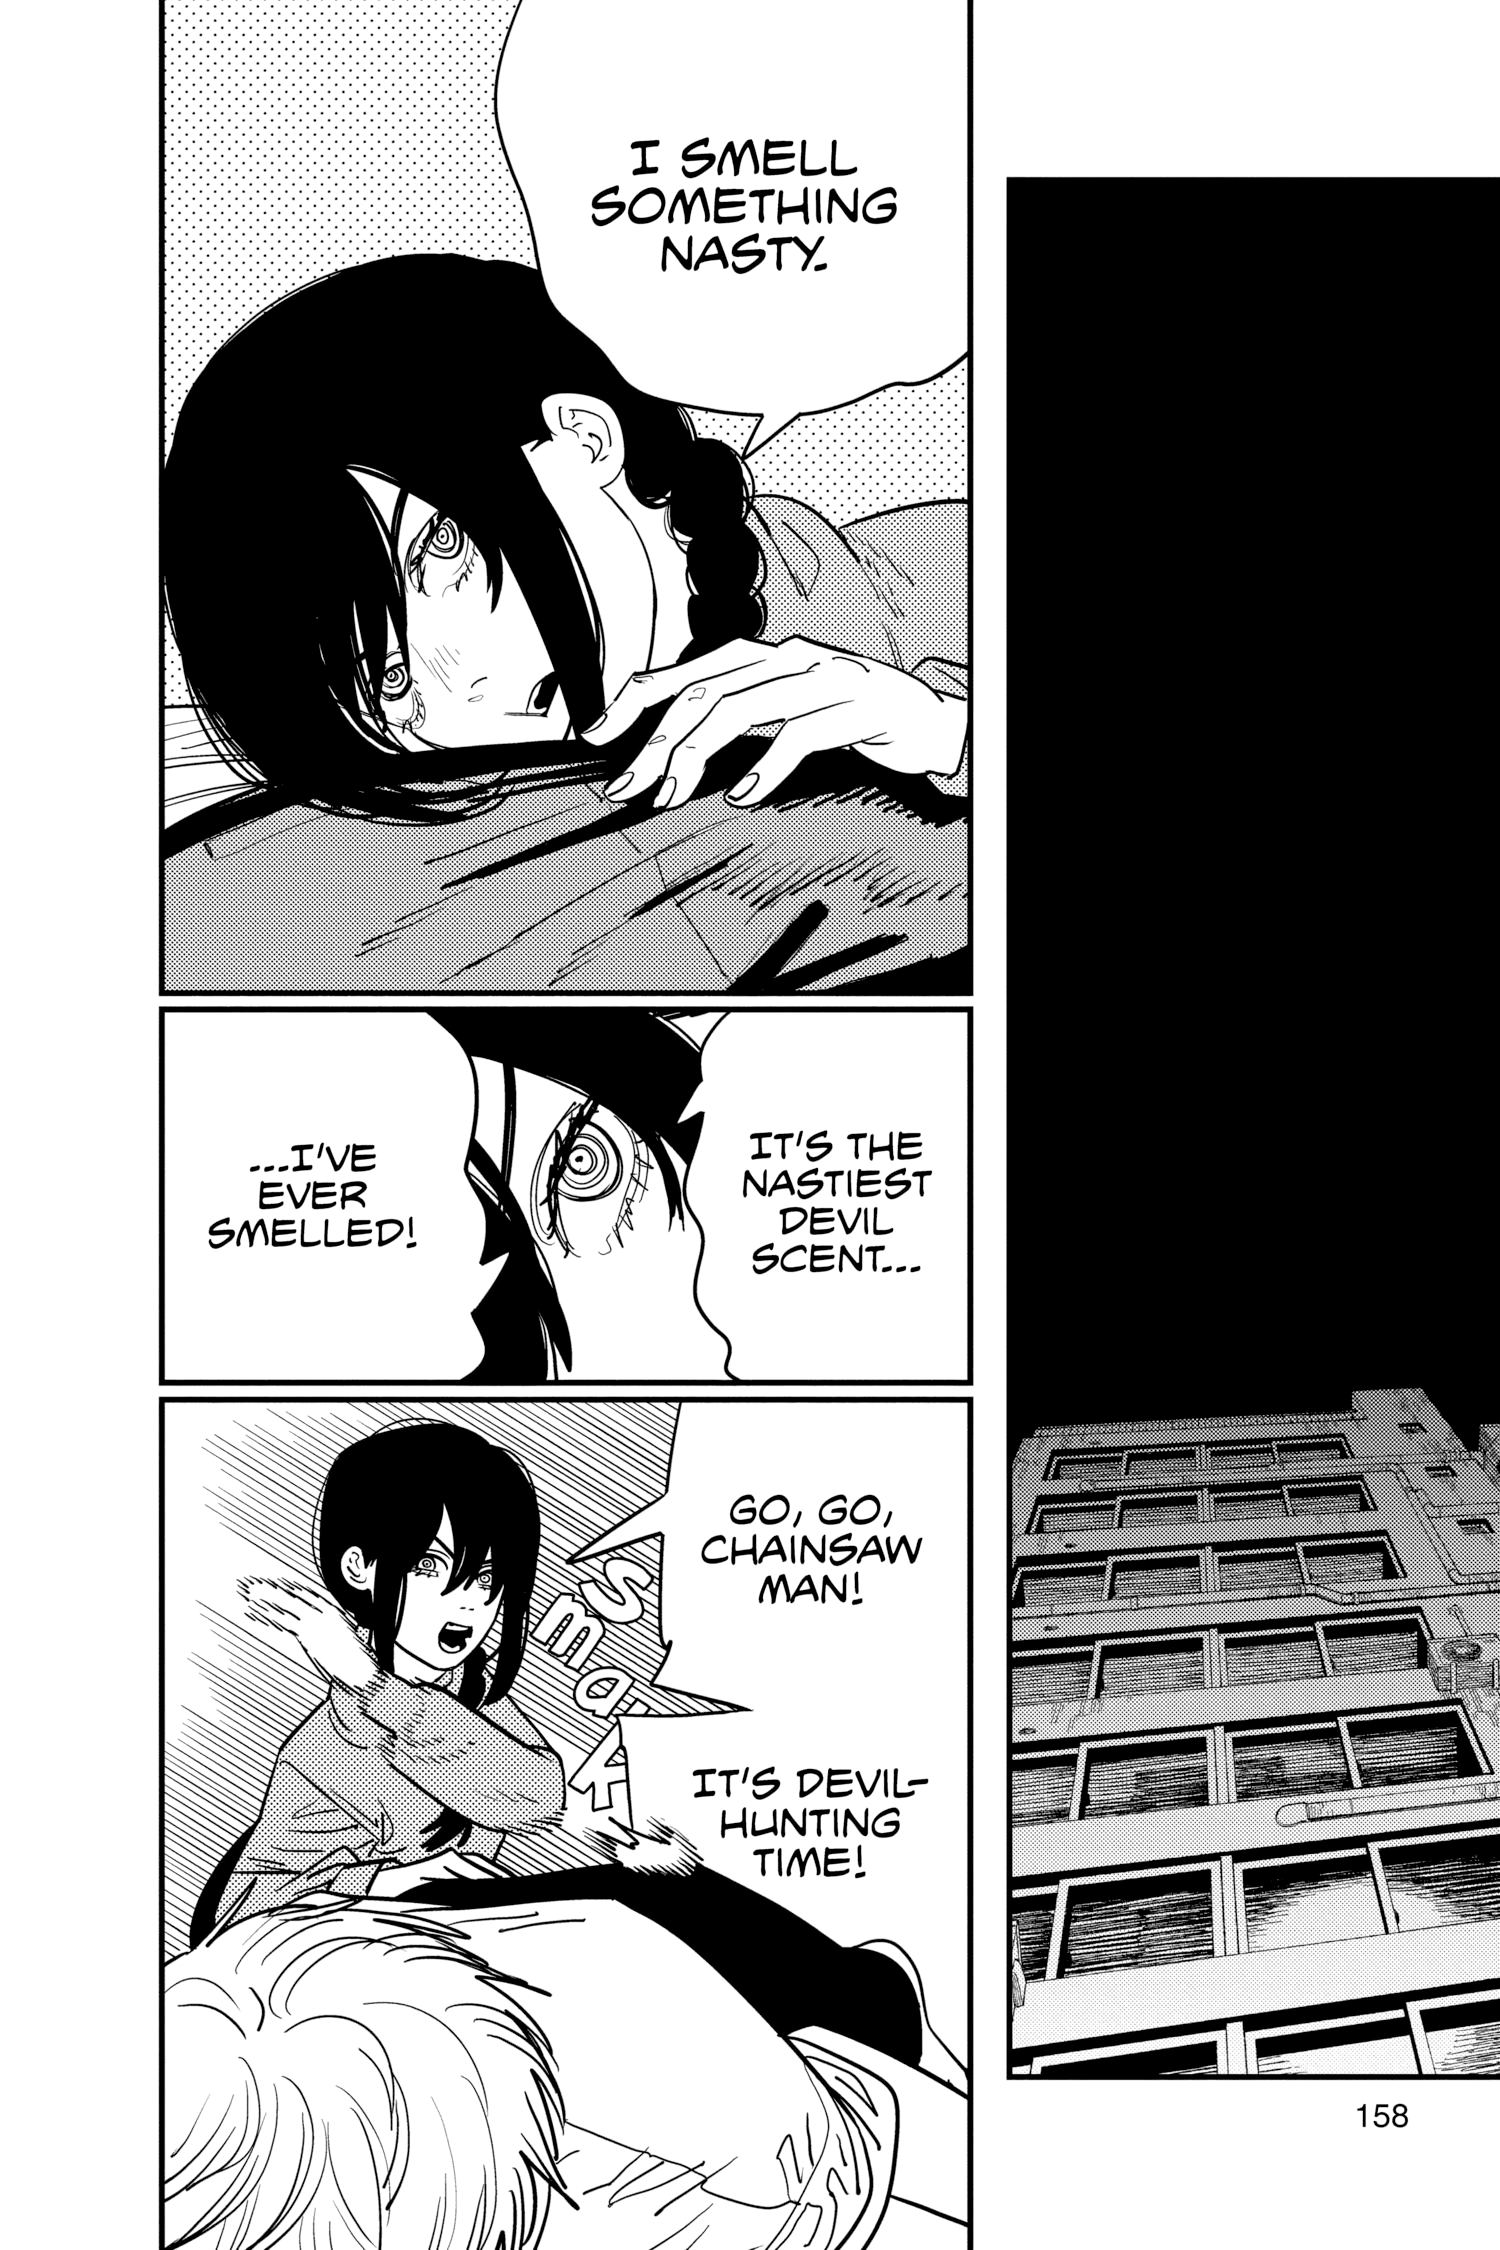 I SMELL
SOMETHING
NASTY.
IT'S THE
NASTIEST
DEVIL
SCENT...
...I'VE
EVER
SMELLED!
GO, GO,
CHAINSAW
MAN!
SMAK
IT'S DEVIL-
HUNTING
TIME!
158